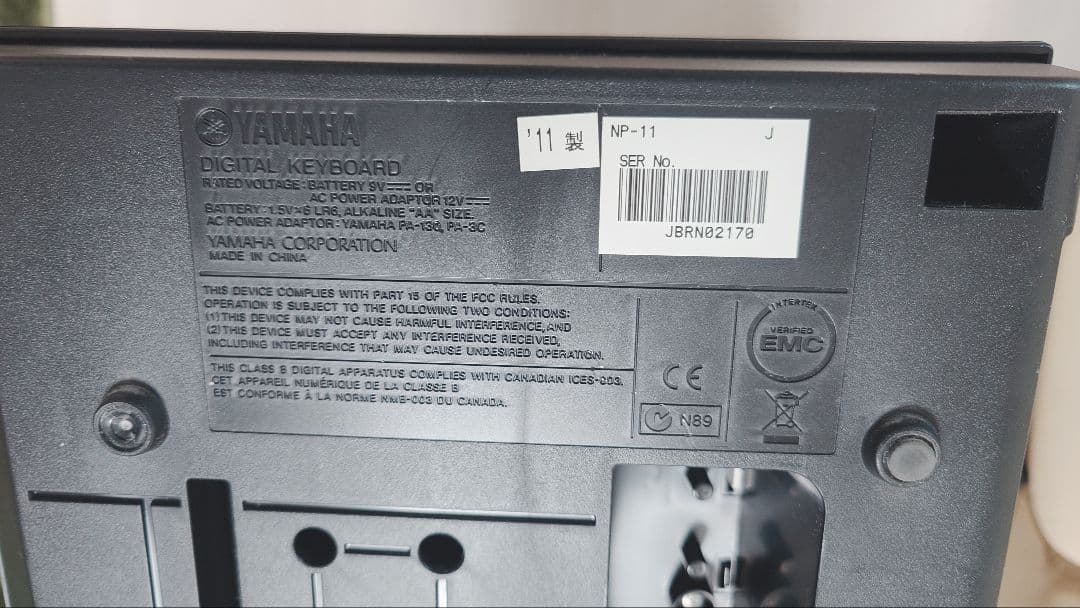 YAMAHA
DIGITAL KEYBOARD
RATED VOLTAGE : BATTERY 9V OR
AC POWER ADAPTOR 12V
BATTERY : 1.5V×6 LR6, ALKALINE "AA" SIZE.
AC POWER ADAPTOR : YAMAHA PA-130, PA-3C
YAMAHA CORPORATION
MADE IN CHINA
'11 製
NP-11 J
SER No.
JBRN02170
THIS DEVICE COMPLIES WITH PART 15 OF THE FCC RULES.
OPERATION IS SUBJECT TO THE FOLLOWING TWO CONDITIONS:
(1) THIS DEVICE MAY NOT CAUSE HARMFUL INTERFERENCE, AND
(2) THIS DEVICE MUST ACCEPT ANY INTERFERENCE RECEIVED,
INCLUDING INTERFERENCE THAT MAY CAUSE UNDESIRED OPERATION.
THIS CLASS B DIGITAL APPARATUS COMPLIES WITH CANADIAN ICES-003.
CET APPAREIL NUMÉRIQUE DE LA CLASSE B
EST CONFORME À LA NORME NMB-003 DU CANADA.
CE
N89
INTERTEK
VERIFIED
EMC